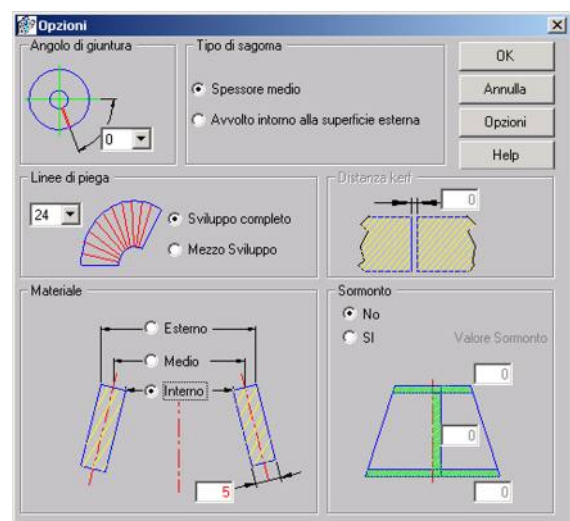 Opzioni
Angolo di giuntura
0
Tipo di sagoma
Spessore medio
Avvolto intorno alla superficie esterna
OK
Annulla
Opzioni
Help
Linee di piega
24
Sviluppo completo
Mezzo Sviluppo
Distanza kerf
0
Materiale
Esterno
Medio
Interno
5
Sormonto
No
SI
Valore Sormonto
0
0
0